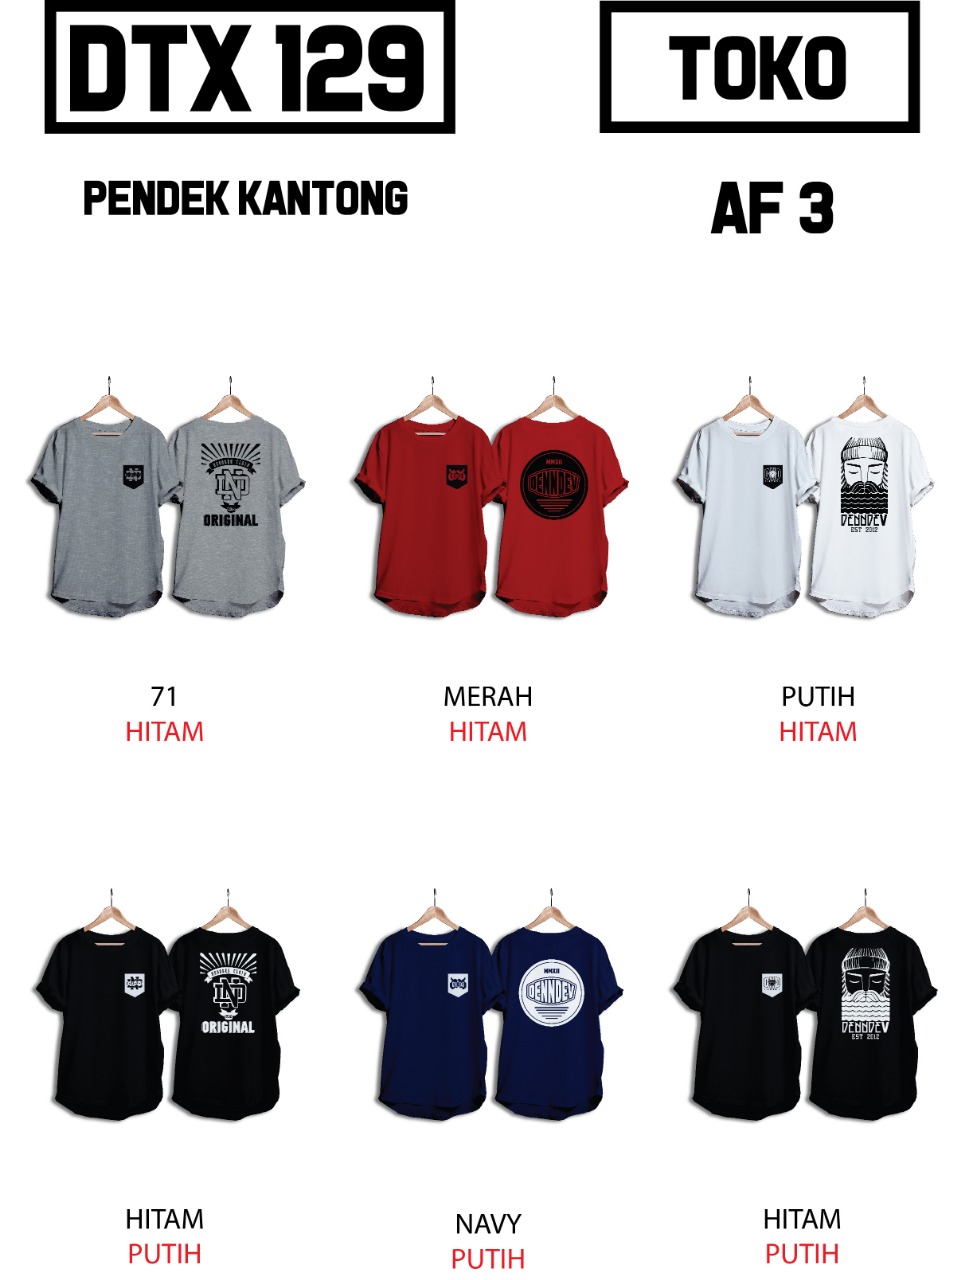 DTX 129
TOKO
PENDEK KANTONG
AF 3
ORIGINAL
MMXII
DENNDEV
DENNDEV
EST 2012
71
HITAM
MERAH
HITAM
PUTIH
HITAM
ORIGINAL
MMXII
DENNDEV
DENNDEV
EST 2012
HITAM
PUTIH
NAVY
PUTIH
HITAM
PUTIH